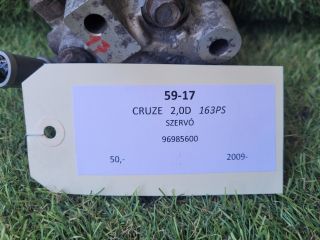 59-17
CRUZE 2,0D 163PS
SZERVÓ
96985600
50,- 2009-